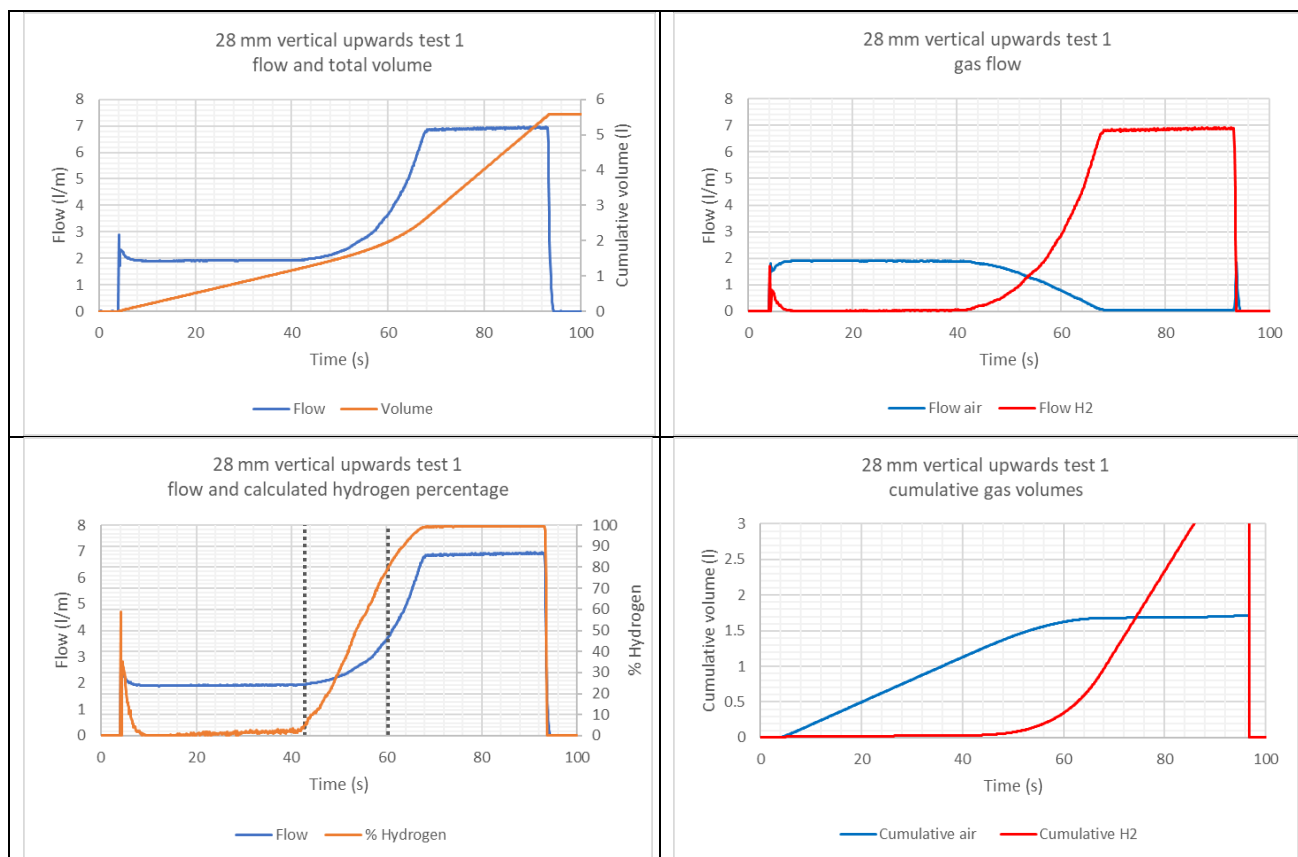 28 mm vertical upwards test 1
flow and total volume
8
7
6
5
4
3
2
1
0
Flow (l/m)
6
5
4
3
2
1
0
Cumulative volume (l)
0 20 40 60 80 100
Time (s)
Flow Volume
28 mm vertical upwards test 1
gas flow
8
7
6
5
4
3
2
1
0
Flow (l/m)
0 20 40 60 80 100
Time (s)
Flow air Flow H2
28 mm vertical upwards test 1
flow and calculated hydrogen percentage
8
7
6
5
4
3
2
1
0
Flow (l/m)
100
90
80
70
60
50
40
30
20
10
0
% Hydrogen
0 20 40 60 80 100
Time (s)
Flow % Hydrogen
28 mm vertical upwards test 1
cumulative gas volumes
3
2.5
2
1.5
1
0.5
0
Cumulative volume (l)
0 20 40 60 80 100
Time (s)
Cumulative air Cumulative H2